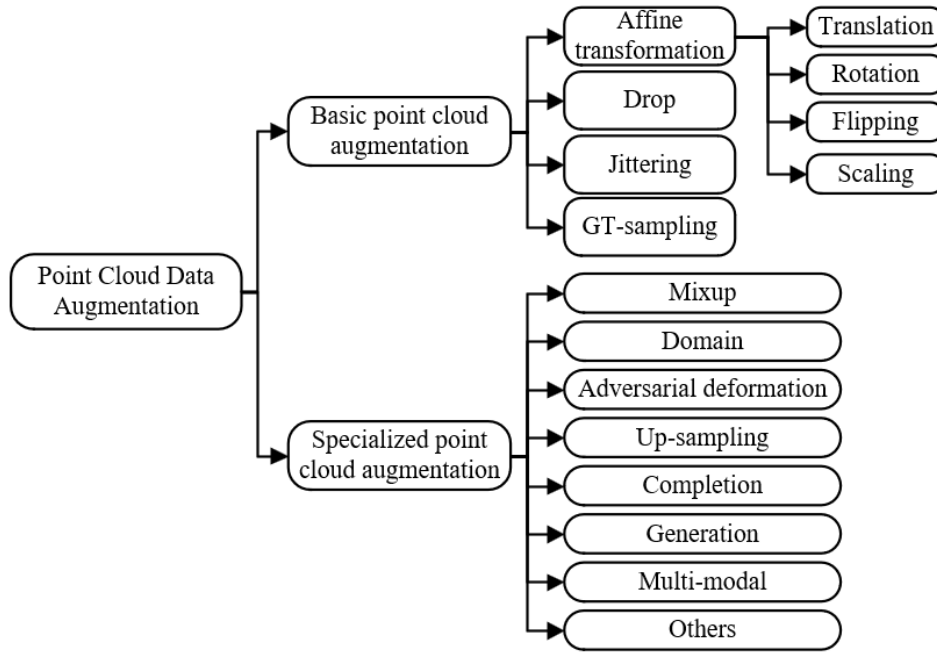 Point Cloud Data
Augmentation
Basic point cloud
augmentation
Affine
transformation
Translation
Rotation
Flipping
Scaling
Drop
Jittering
GT-sampling
Specialized point
cloud augmentation
Mixup
Domain
Adversarial deformation
Up-sampling
Completion
Generation
Multi-modal
Others